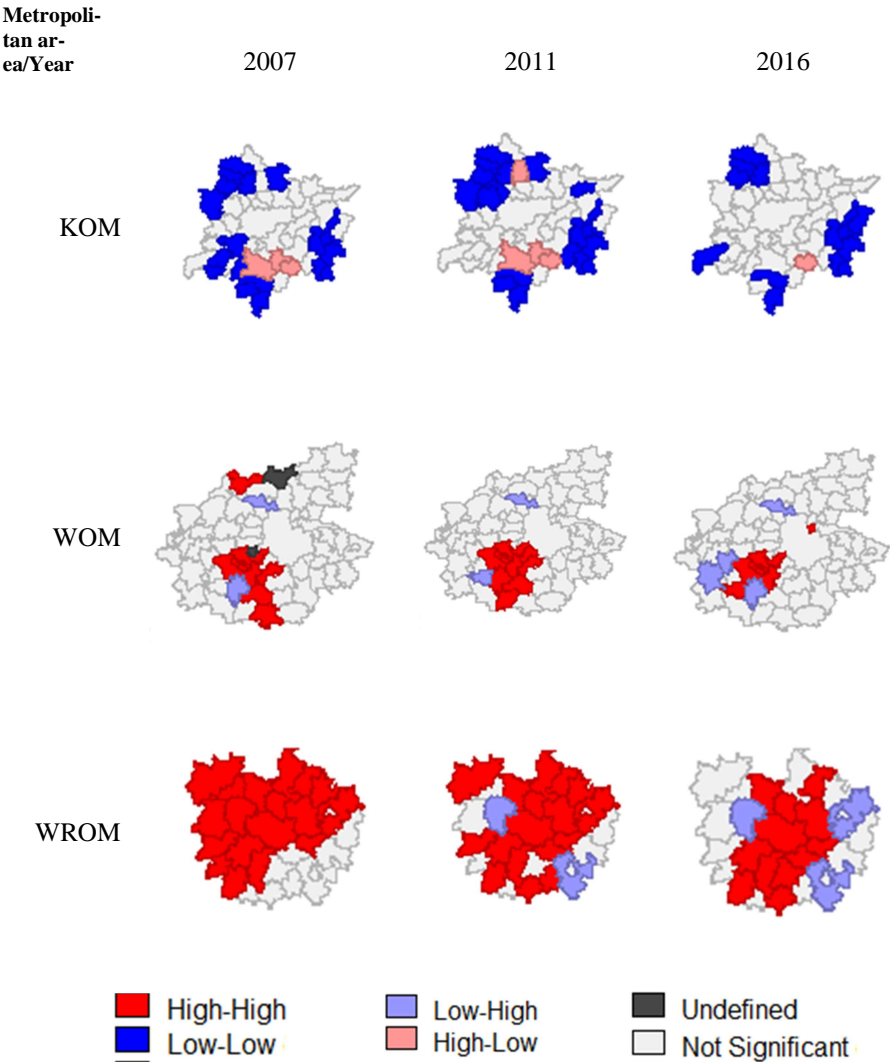 Metropoli-
tan ar-
ea/Year
2007 2011 2016
KOM
WOM
WROM
High-High Low-High Undefined
Low-Low High-Low Not Significant